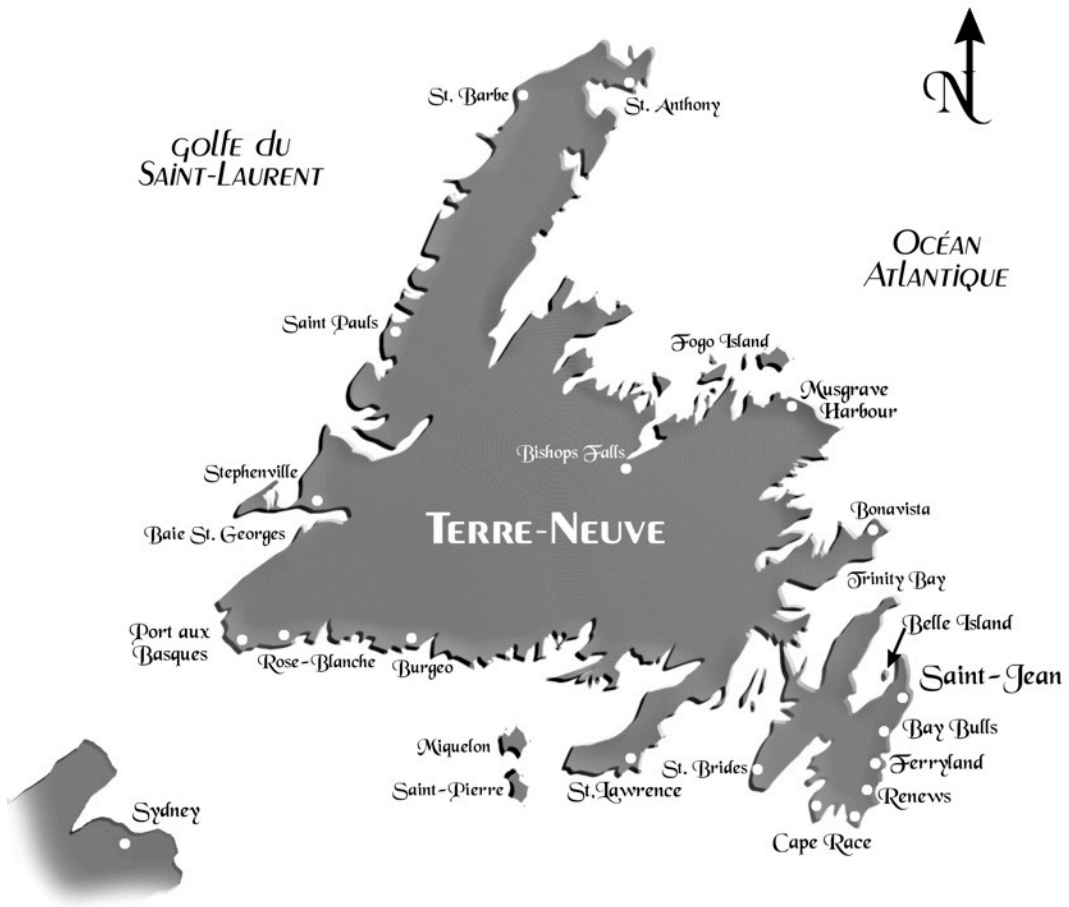 N
St. Barbe
St. Anthony
Golfe du
Saint-Laurent
Océan
Atlantique
Saint Pauls
Fogo Island
Musgrave
Harbour
Bishops Falls
Stephenville
Terre-Neuve
Bonavista
Baie St. Georges
Trinity Bay
Belle Island
Port aux
Basques
Rose-Blanche
Burgeo
Saint-Jean
Bay Bulls
Miquelon
Ferryland
St. Brides
Saint-Pierre
St.Lawrence
Renews
Sydney
Cape Race